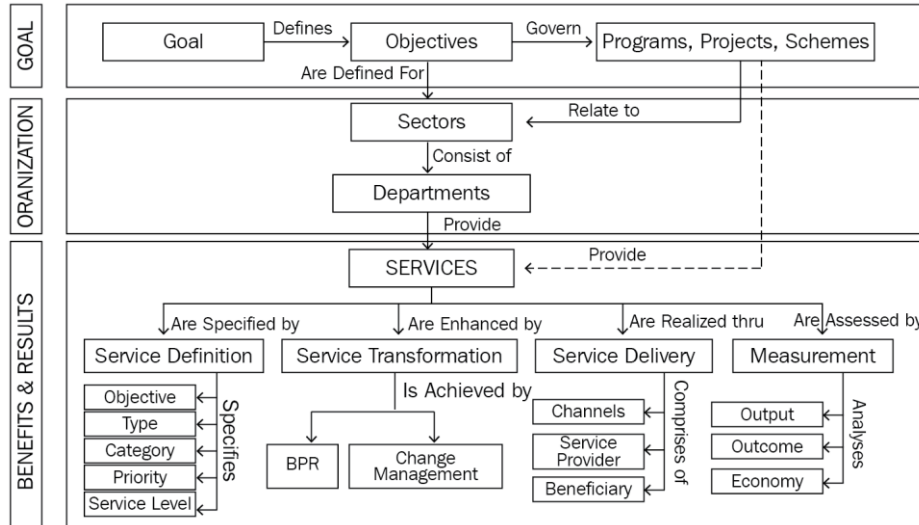 GOAL
Goal
Defines
Objectives
Govern
Programs, Projects, Schemes
Are Defined For
ORANIZATION
Sectors
Relate to
Consist of
Departments
Provide
BENEFITS & RESULTS
SERVICES
Provide
Are Specified by
Are Enhanced by
Are Realized thru
Are Assessed by
Service Definition
Service Transformation
Service Delivery
Measurement
Specifies
Objective
Type
Category
Priority
Service Level
Is Achieved by
BPR
Change
Management
Comprises of
Channels
Service
Provider
Beneficiary
Analyses
Output
Outcome
Economy